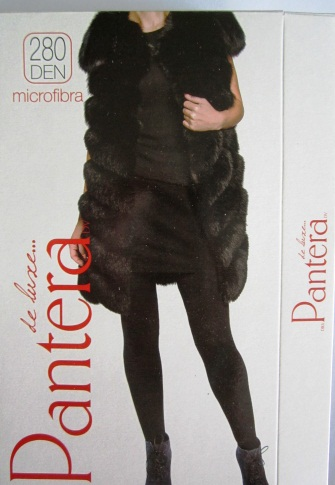 280
DEN
microfibra
de luxe...
Pantera
de luxe...
Pantera